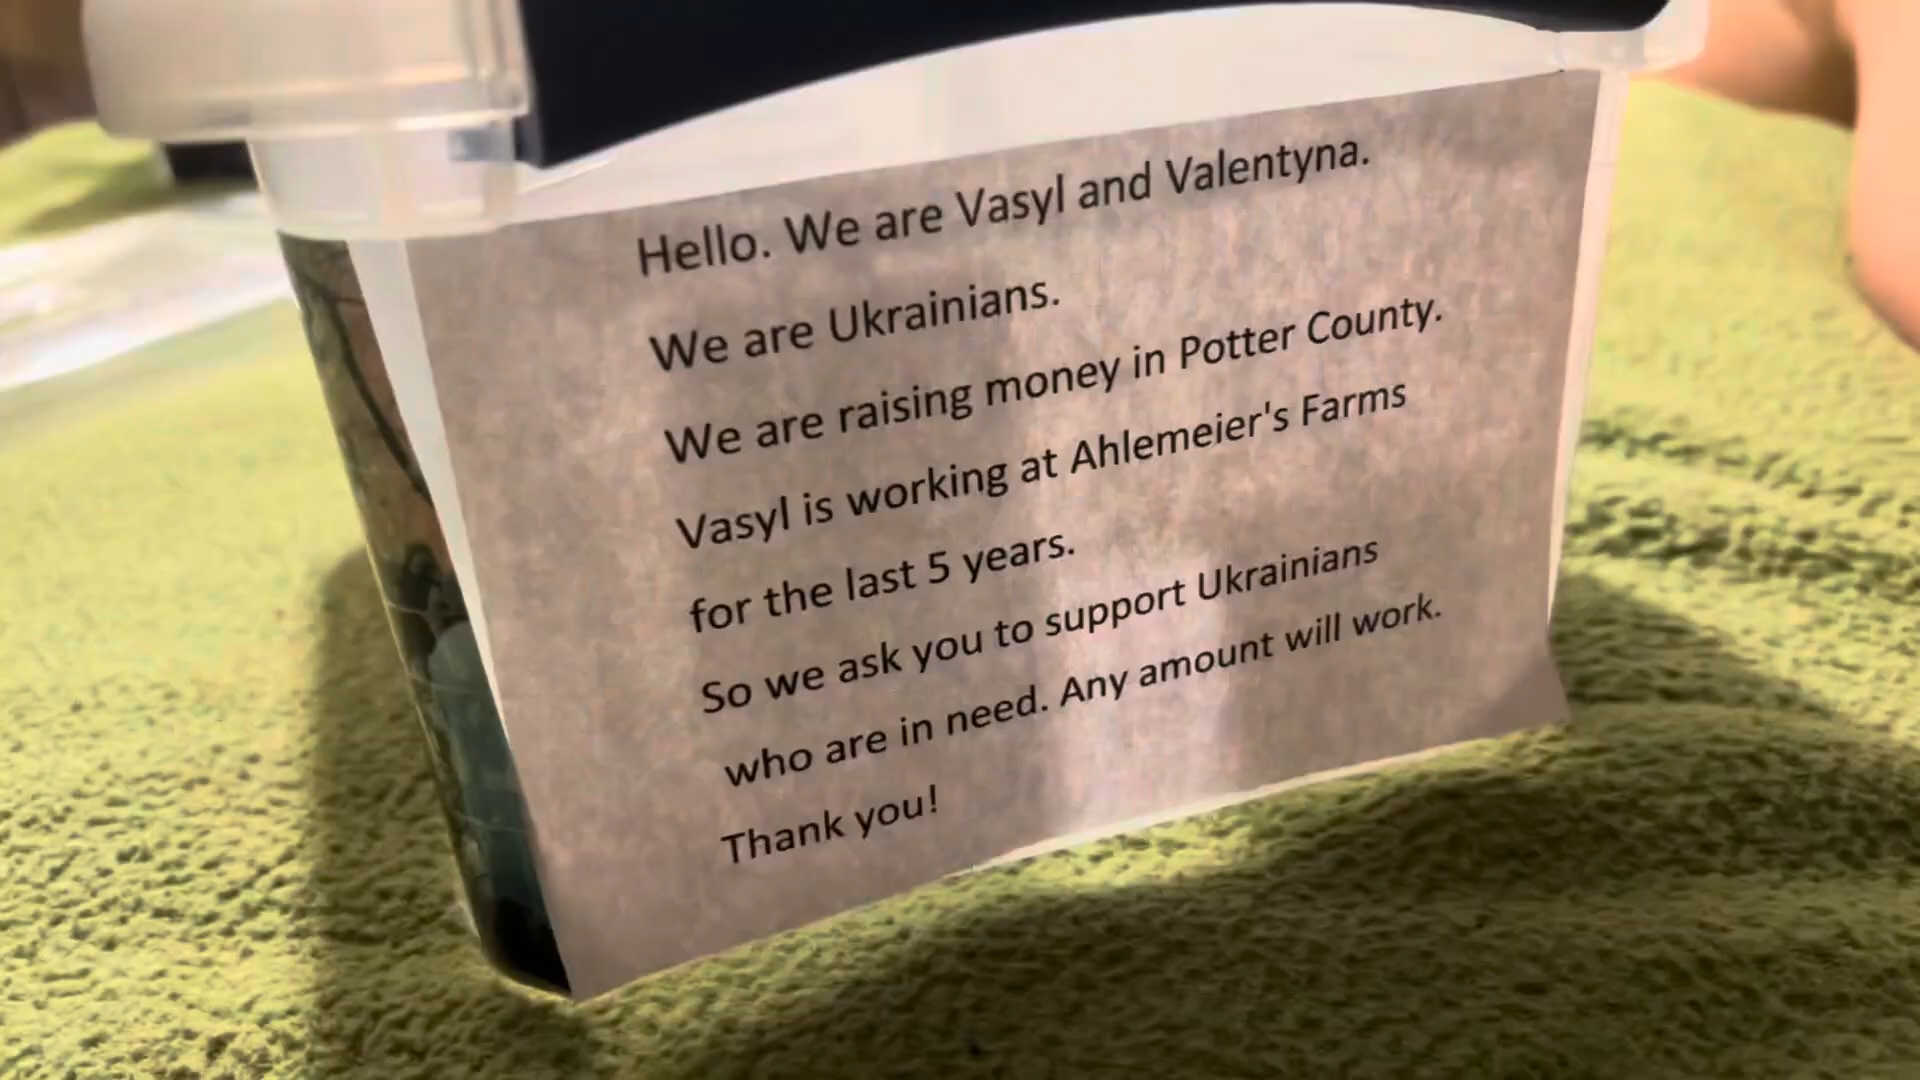 Hello. We are Vasyl and Valentyna.
We are Ukrainians.
We are raising money in Potter County.
Vasyl is working at Ahlemeier's Farms
for the last 5 years.
So we ask you to support Ukrainians
who are in need. Any amount will work.
Thank you!